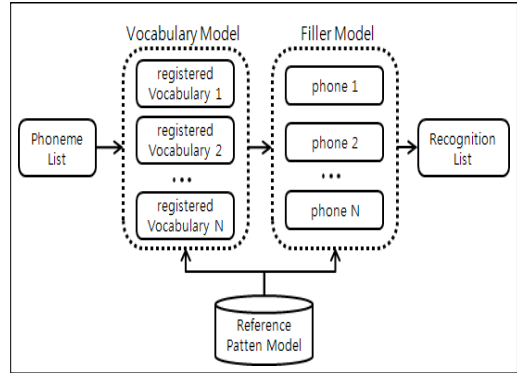 Vocabulary Model
Filler Model
registered
Vocabulary 1
phone 1
Phoneme
List
registered
Vocabulary 2
phone 2
Recognition
List
...
...
registered
Vocabulary N
phone N
Reference
Patten Model